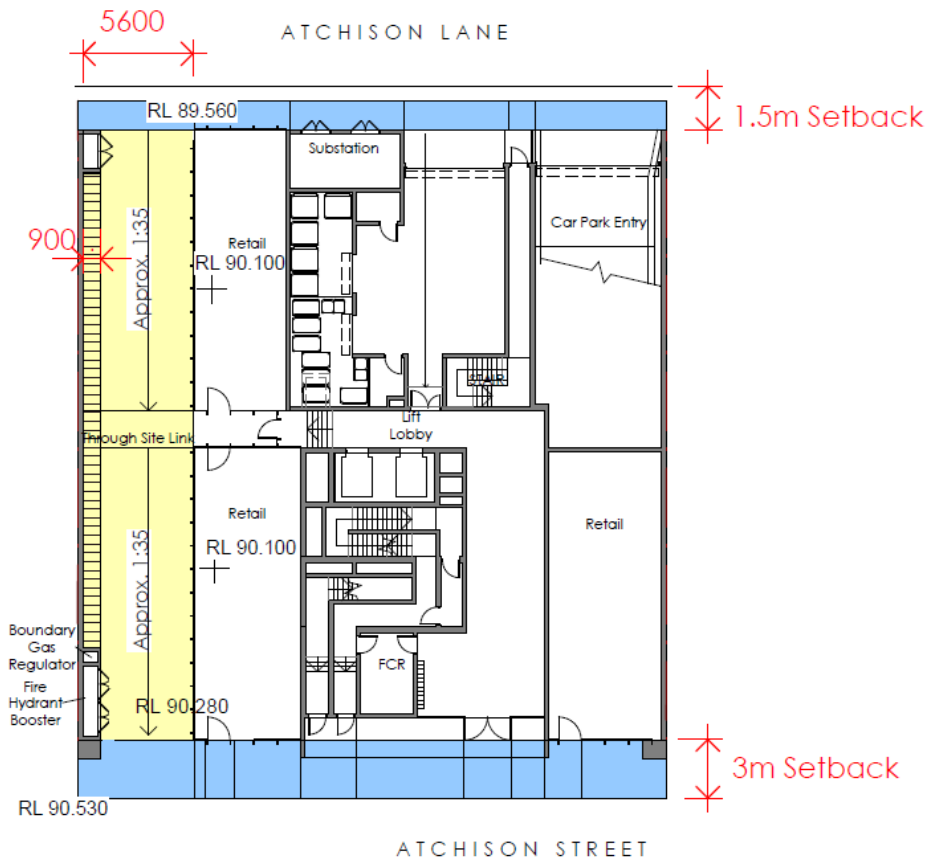 5600
ATCHISON LANE
RL 89.560
1.5m Setback
Substation
Car Park Entry
Approx. 1:35
900
Retail
RL 90.100
STAIR
Lift
Lobby
Through Site Link
Retail
RL 90.100
Retail
Approx. 1:35
Boundary
Gas
Regulator
Fire
Hydrant
Booster
FCR
RL 90.280
3m Setback
RL 90.530
ATCHISON STREET